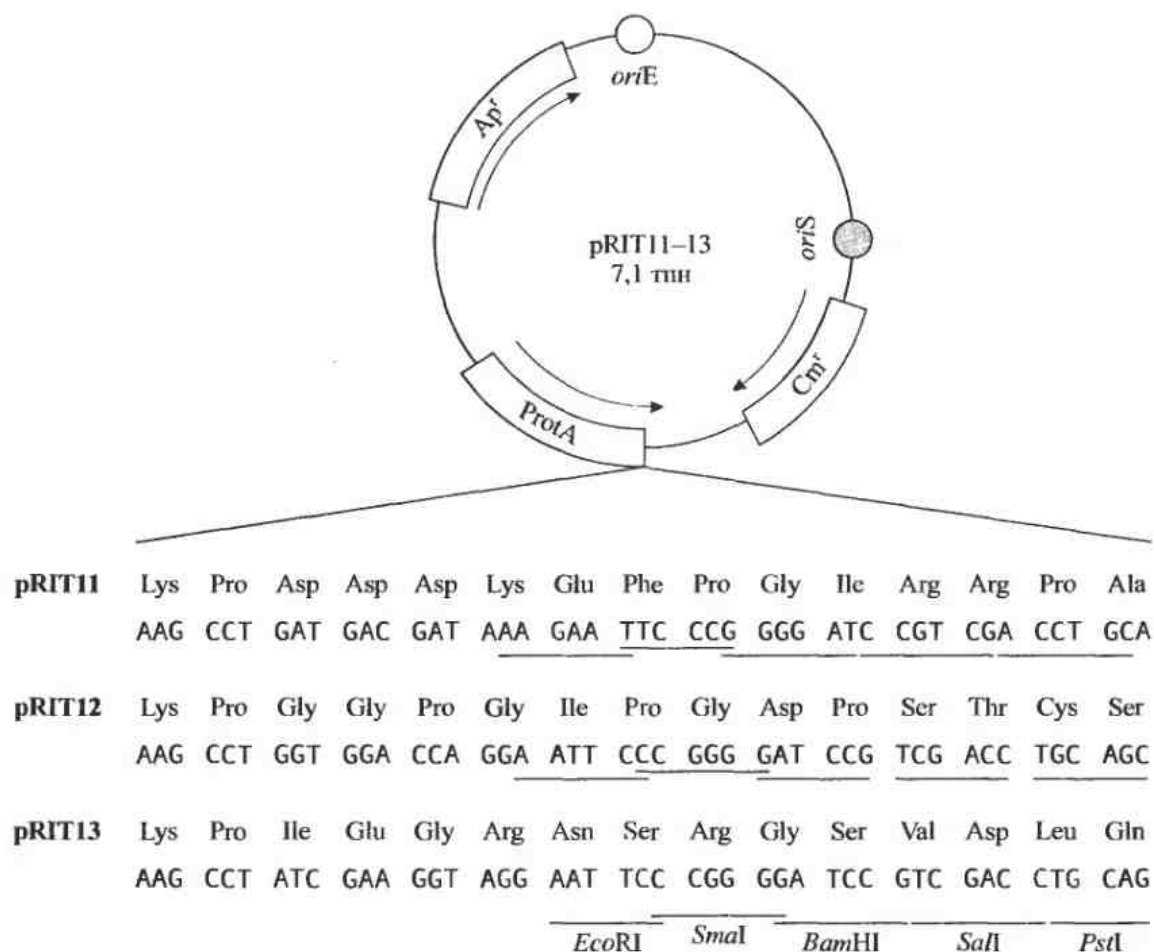 oriE
Apʳ
oriS
pRIT11–13
7,1 тпн
Cmʳ
ProtA
pRIT11 Lys Pro Asp Asp Asp Lys Glu Phe Pro Gly Ile Arg Arg Pro Ala
AAG CCT GAT GAC GAT AAA GAA TTC CCG GGG ATC CGT CGA CCT GCA
pRIT12 Lys Pro Gly Gly Pro Gly Ile Pro Gly Asp Pro Ser Thr Cys Ser
AAG CCT GGT GGA CCA GGA ATT CCC GGG GAT CCG TCG ACC TGC AGC
pRIT13 Lys Pro Ile Glu Gly Arg Asn Ser Arg Gly Ser Val Asp Leu Gln
AAG CCT ATC GAA GGT AGG AAT TCC CGG GGA TCC GTC GAC CTG CAG
EcoRI SmaI BamHI SalI PstI